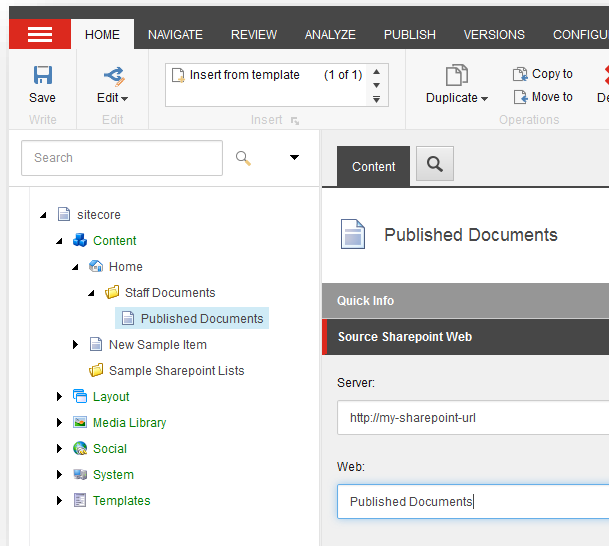 HOME NAVIGATE REVIEW ANALYZE PUBLISH VERSIONS CONFIGU
Insert from template (1 of 1)
Copy to
Save Edit Duplicate Move to De
Write Edit Insert Operations
Search
Content
sitecore
Content
Published Documents
Home
Staff Documents
Quick Info
Published Documents
Source Sharepoint Web
New Sample Item
Sample Sharepoint Lists
Server:
Layout
http://my-sharepoint-url
Media Library
Social
Web:
System
Templates
Published Documents